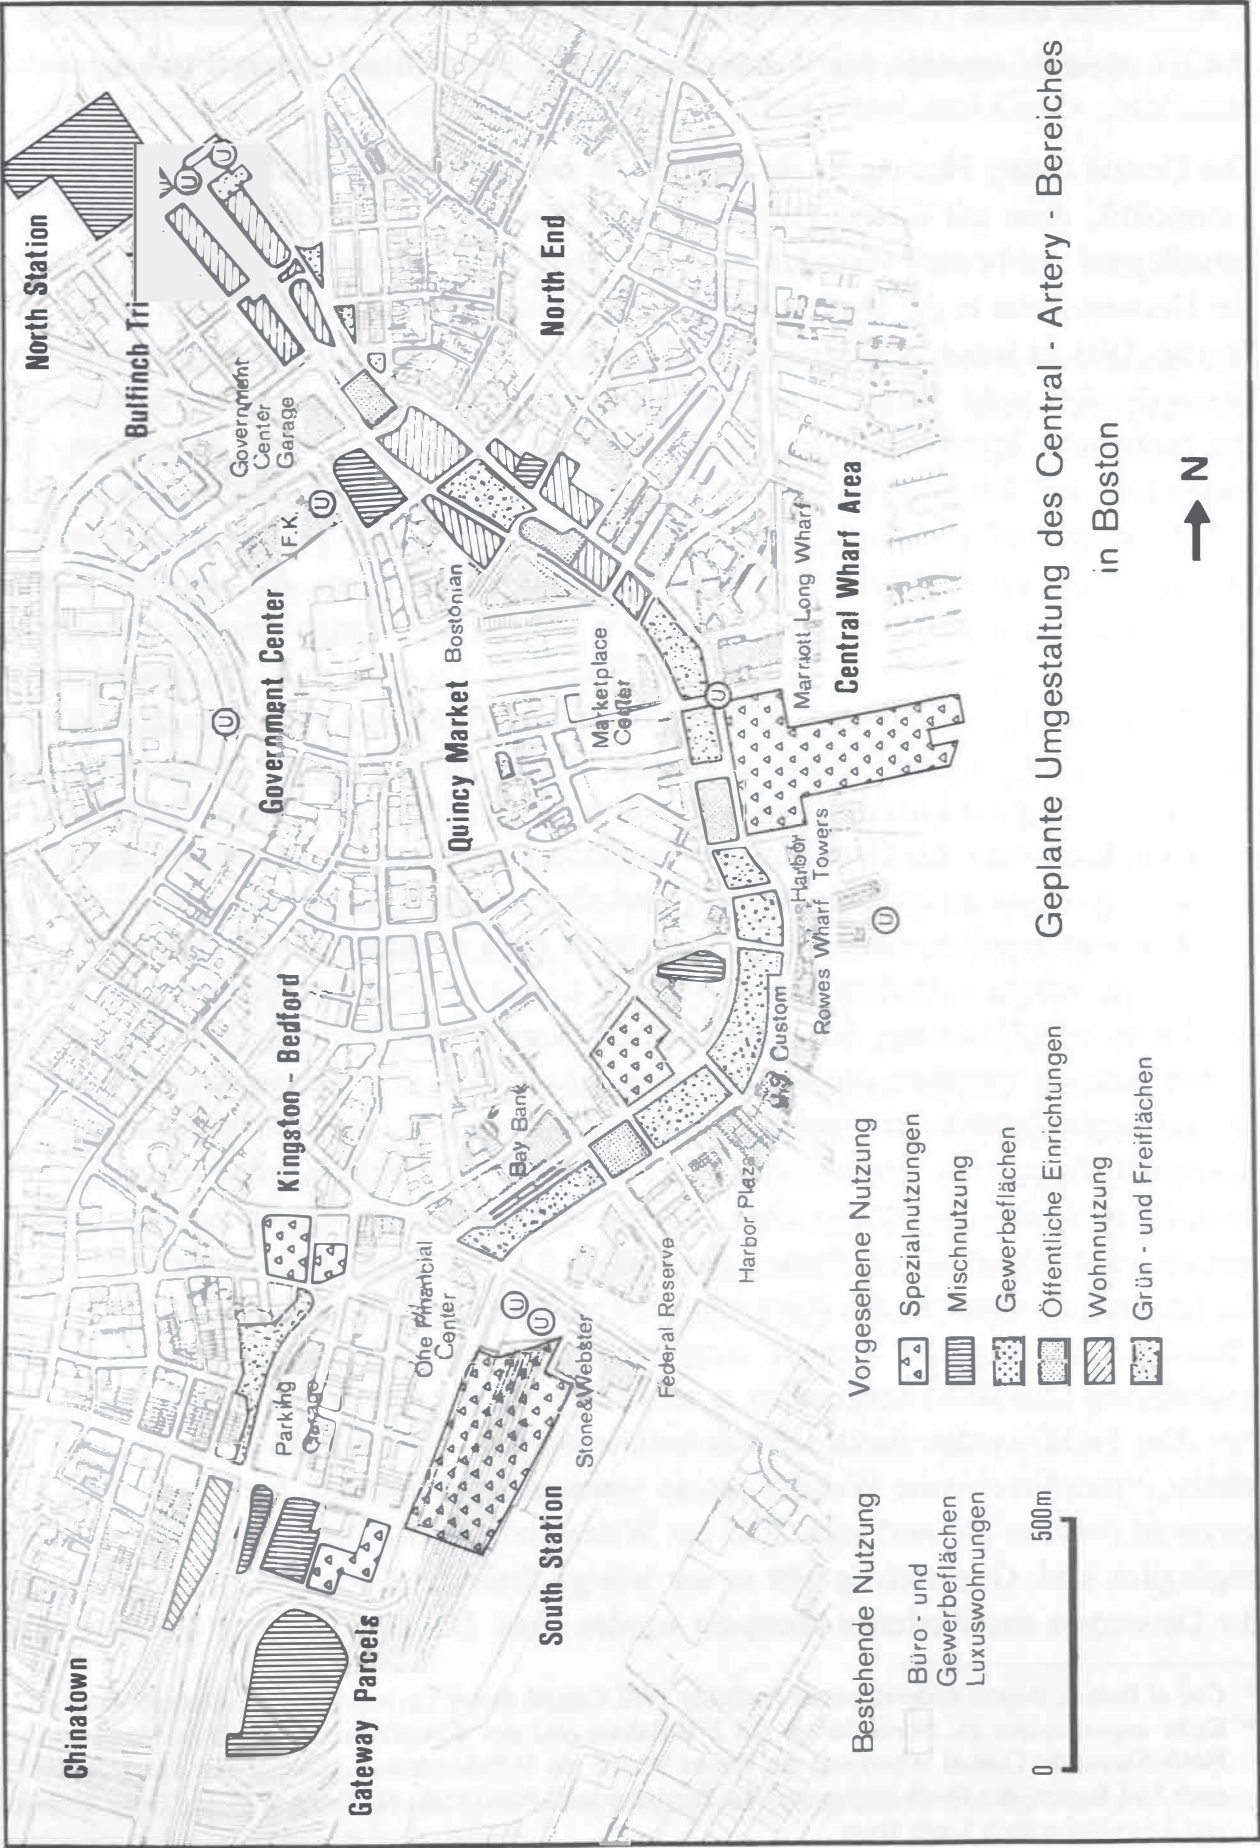 North Station
Bulfinch Tri
Government
Center
Garage
J.F.K.
U
U
U
North End
Government Center
U
Quincy Market
Bostonian
Marketplace
Center
U
Marriott Long Wharf
Central Wharf Area
Harbor
Towers
Rowes Wharf
U
Kingston - Bedford
Custom
Bay Bank
Harbor Plaza
Federal Reserve
One Financial
Center
U
U
Stone&Webster
South Station
Parking
Garage
Chinatown
Gateway Parcels
Geplante Umgestaltung des Central - Artery Bereiches
in Boston
N
Vorgesehene Nutzung
Spezialnutzungen
Mischnutzung
Gewerbeflächen
Öffentliche Einrichtungen
Wohnnutzung
Grün - und Freiflächen
Bestehende Nutzung
Büro - und
Gewerbeflächen
Luxuswohnungen
0
500m